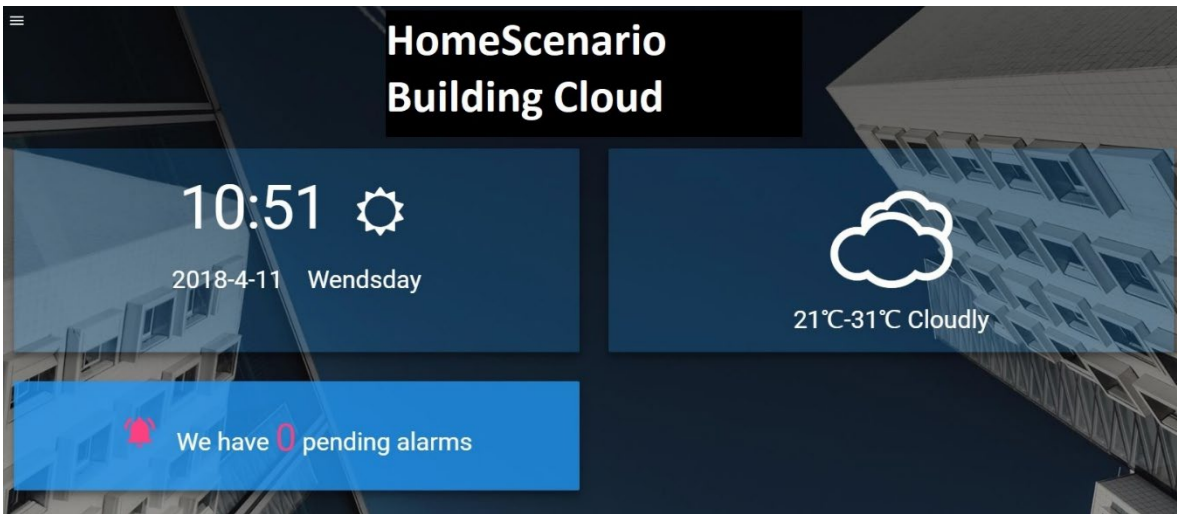 HomeScenario
Building Cloud
10:51
2018-4-11 Wendsday
21℃-31℃ Cloudly
We have 0 pending alarms